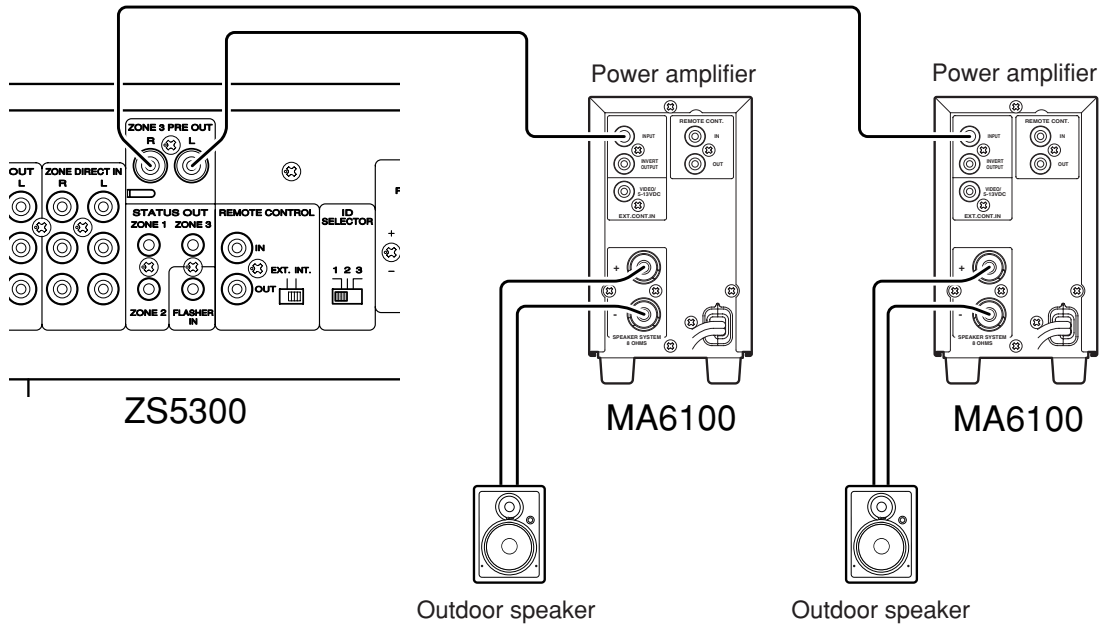 Power amplifier
Power amplifier
ZONE 3 PRE OUT
R L
OUT
L
ZONE DIRECT IN
R L
STATUS OUT
ZONE 1 ZONE 3
ZONE 2
FLASHER
IN
REMOTE CONTROL
IN
OUT
EXT. INT.
ID
SELECTOR
1 2 3
+
-
ZS5300
INPUT
INVERT
OUTPUT
VIDEO/
5-13VDC
EXT.CONT.IN
REMOTE CONT.
IN
OUT
+
-
SPEAKER SYSTEM
8 OHMS
MA6100
INPUT
INVERT
OUTPUT
VIDEO/
5-13VDC
EXT.CONT.IN
REMOTE CONT.
IN
OUT
+
-
SPEAKER SYSTEM
8 OHMS
MA6100
Outdoor speaker
Outdoor speaker